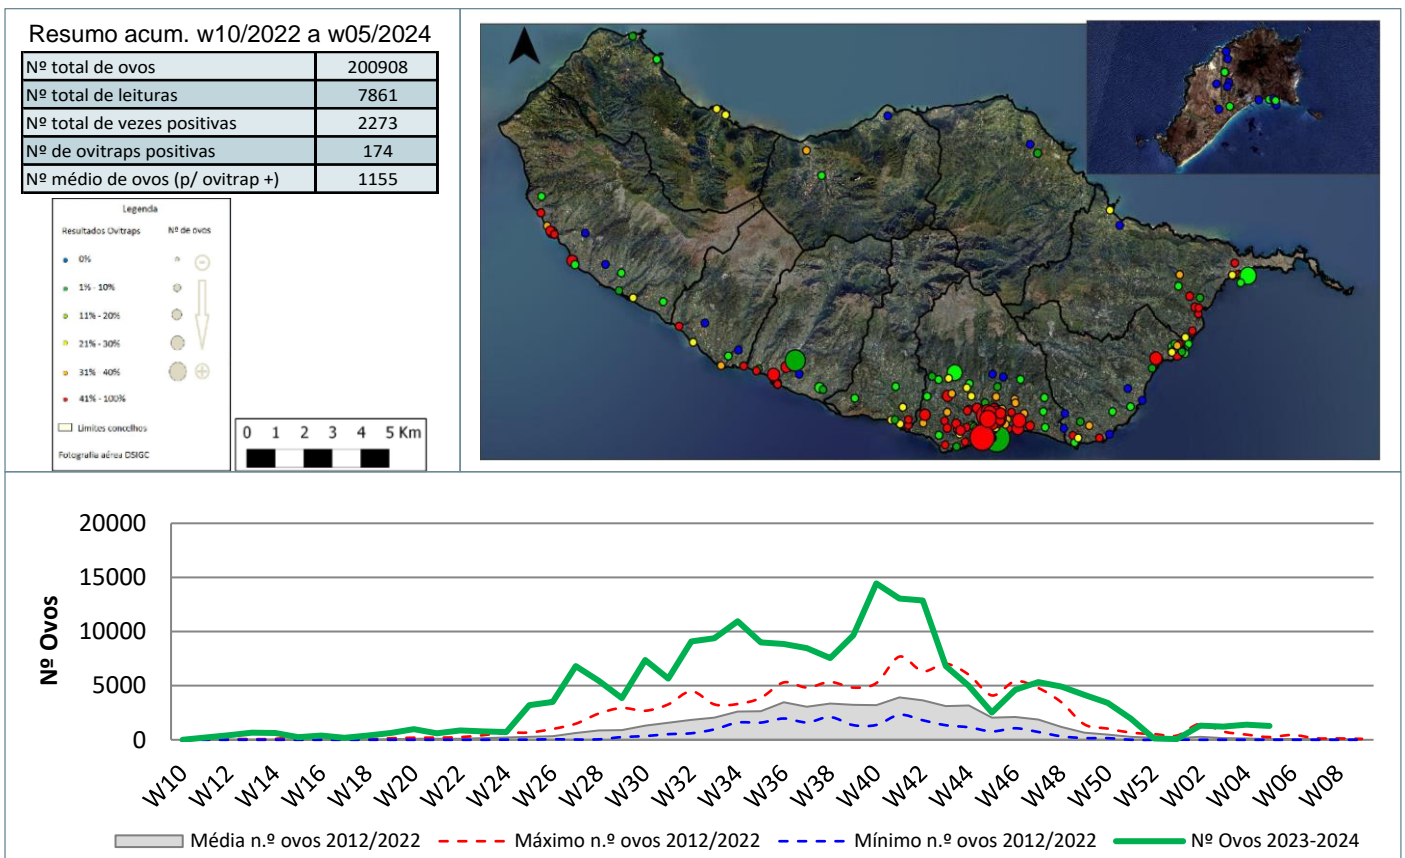 Resumo acum. w10/2022 a w05/2024
Nº total de ovos 200908
Nº total de leituras 7861
Nº total de vezes positivas 2273
Nº de ovitraps positivas 174
Nº médio de ovos (p/ ovitrap +) 1155
Legenda
Resultados Ovitraps Nº de ovos
0%
1% - 10%
11% - 20%
21% - 30%
31% - 40%
41% - 100%
Limites concelhos
Fotografia aérea DSIGC
0 1 2 3 4 5 Km
20000
15000
10000
5000
0
Nº Ovos
W10 W12 W14 W16 W18 W20 W22 W24 W26 W28 W30 W32 W34 W36 W38 W40 W42 W44 W46 W48 W50 W52 W02 W04 W06 W08
Média n.º ovos 2012/2022 Máximo n.º ovos 2012/2022 Mínimo n.º ovos 2012/2022 Nº Ovos 2023-2024